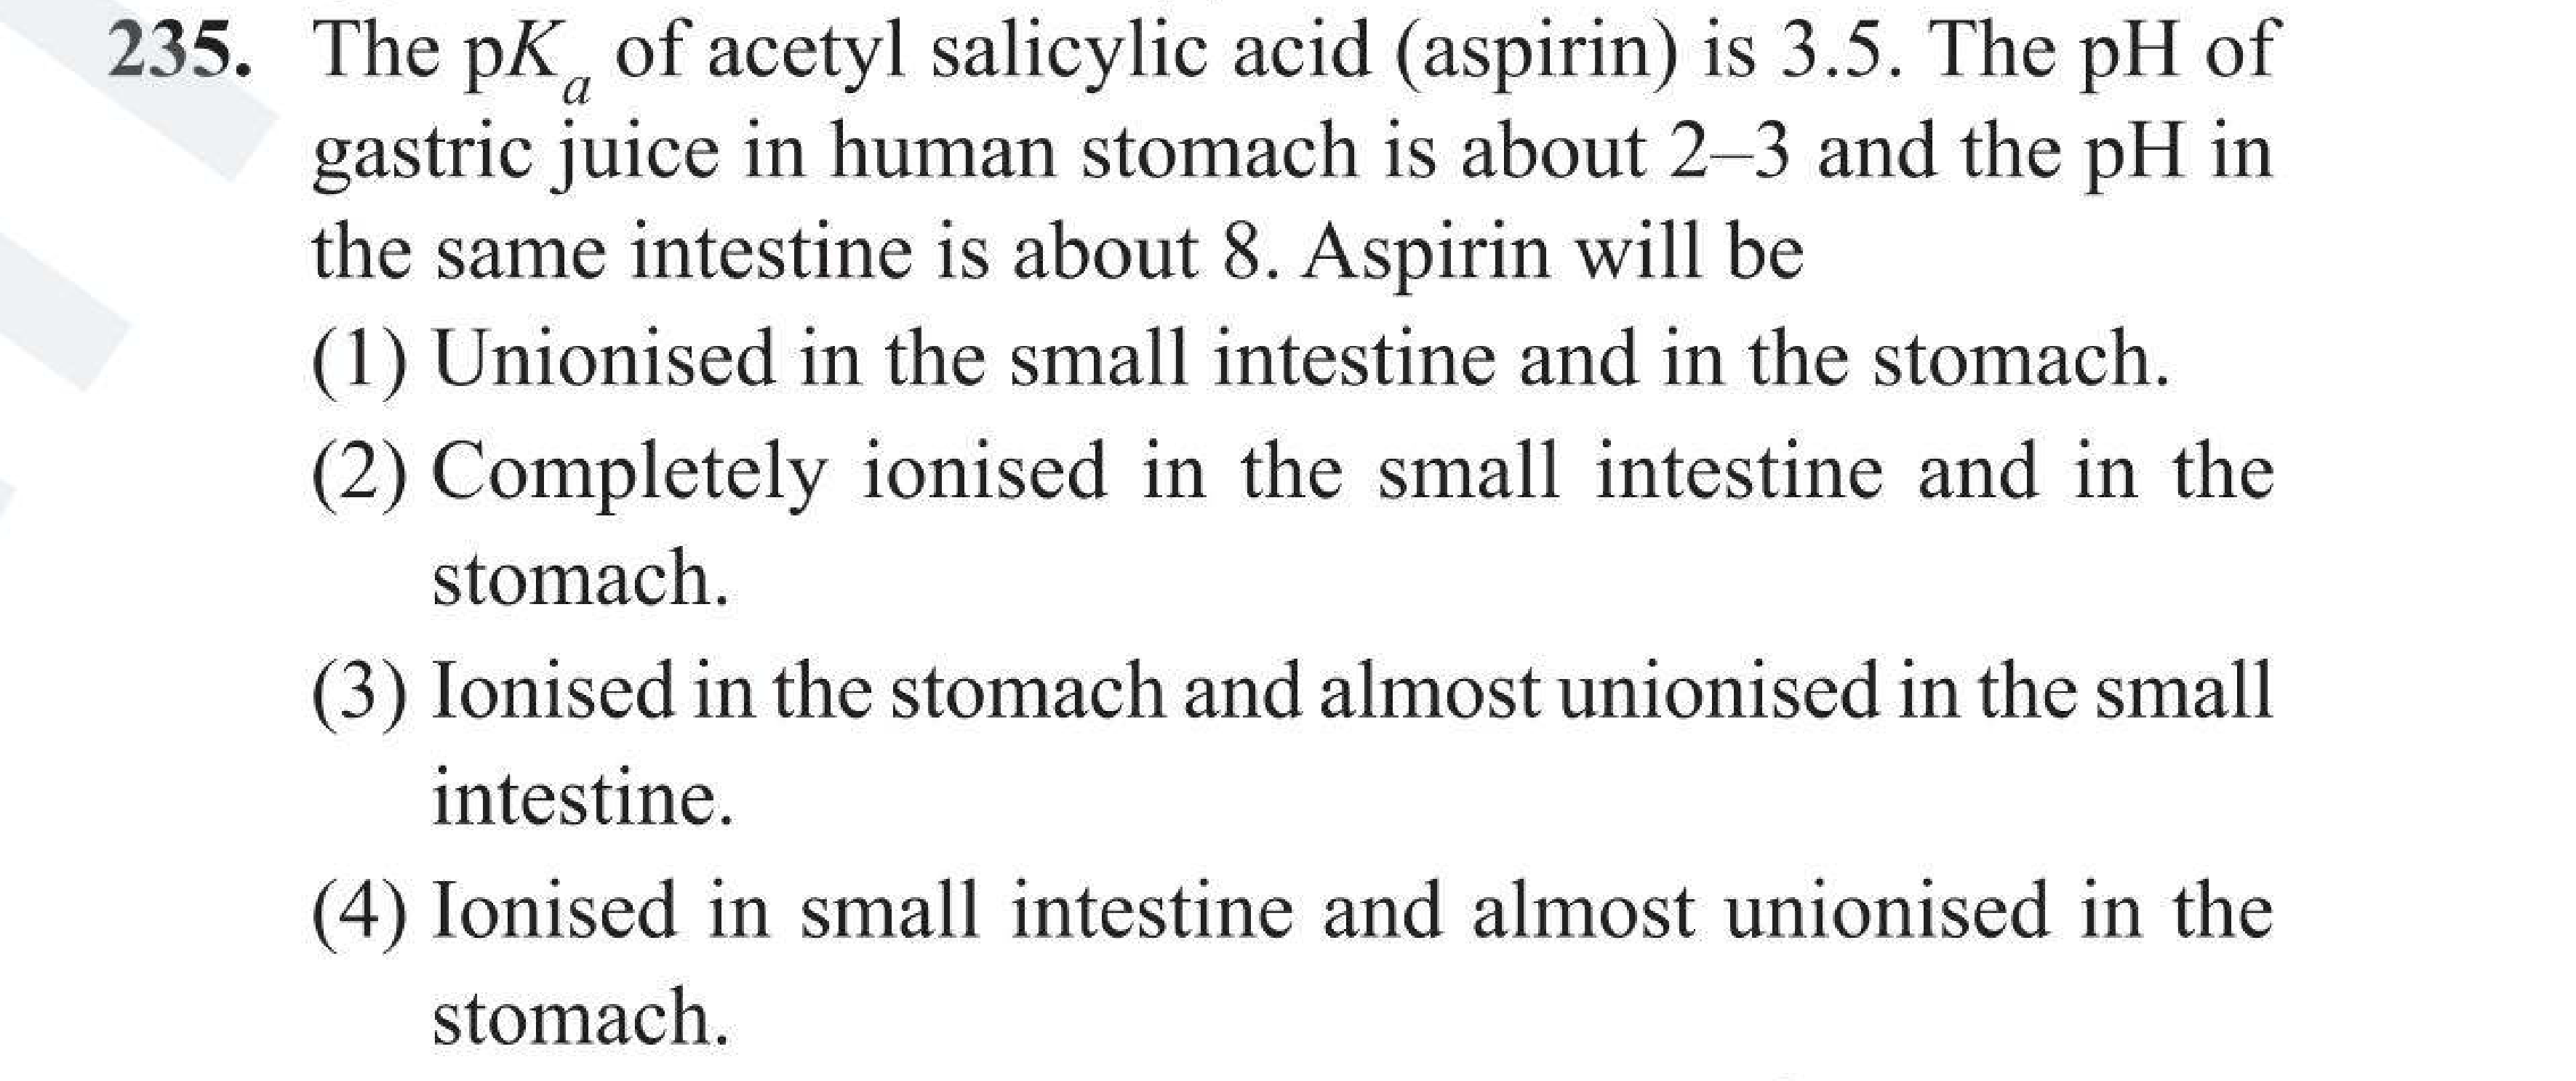 235. The pKa of acetyl salicylic acid (aspirin) is 3.5. The pH of
gastric juice in human stomach is about 2–3 and the pH in
the same intestine is about 8. Aspirin will be
(1) Unionised in the small intestine and in the stomach.
(2) Completely ionised in the small intestine and in the
stomach.
(3) Ionised in the stomach and almost unionised in the small
intestine.
(4) Ionised in small intestine and almost unionised in the
stomach.